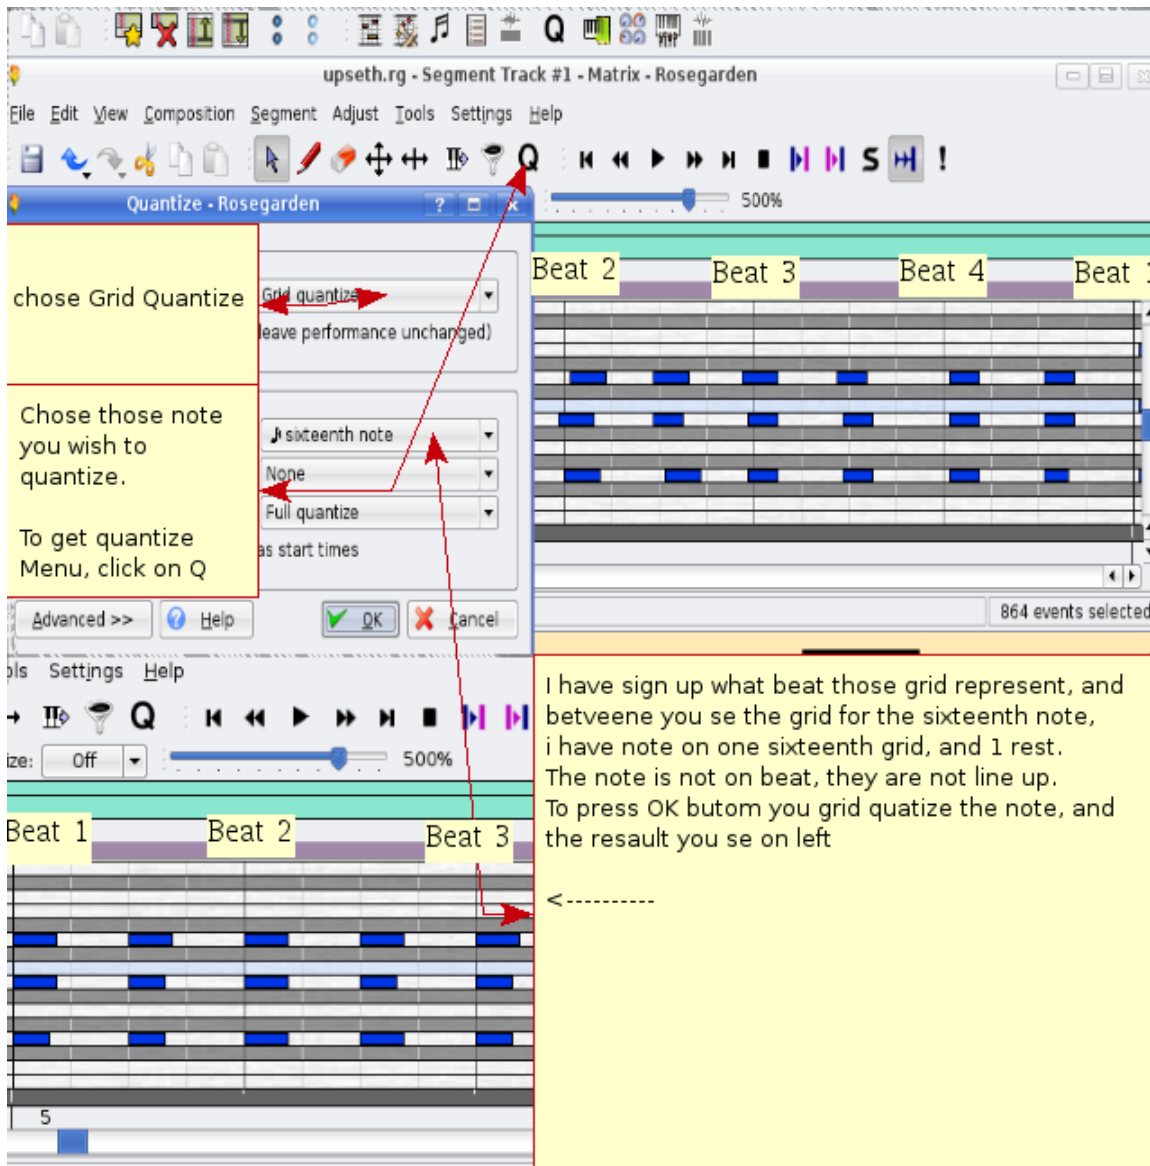 Q
upseth.rg - Segment Track #1 - Matrix - Rosegarden
File Edit View Composition Segment Adjust Tools Settings Help
Q S !
Quantize - Rosegarden ?
500%
Beat 2 Beat 3 Beat 4 Beat 1
chose Grid Quantize
Grid quantize
leave performance unchanged)
Chose those note
you wish to
quantize.
To get quantize
Menu, click on Q
sixteenth note
None
Full quantize
as start times
Advanced >> Help OK Cancel
864 events selected
ols Settings Help
Q
ze: Off 500%
Beat 1 Beat 2 Beat 3
5
I have sign up what beat those grid represent, and
betveene you se the grid for the sixteenth note,
i have note on one sixteenth grid, and 1 rest.
The note is not on beat, they are not line up.
To press OK butom you grid quatize the note, and
the resault you se on left
<----------